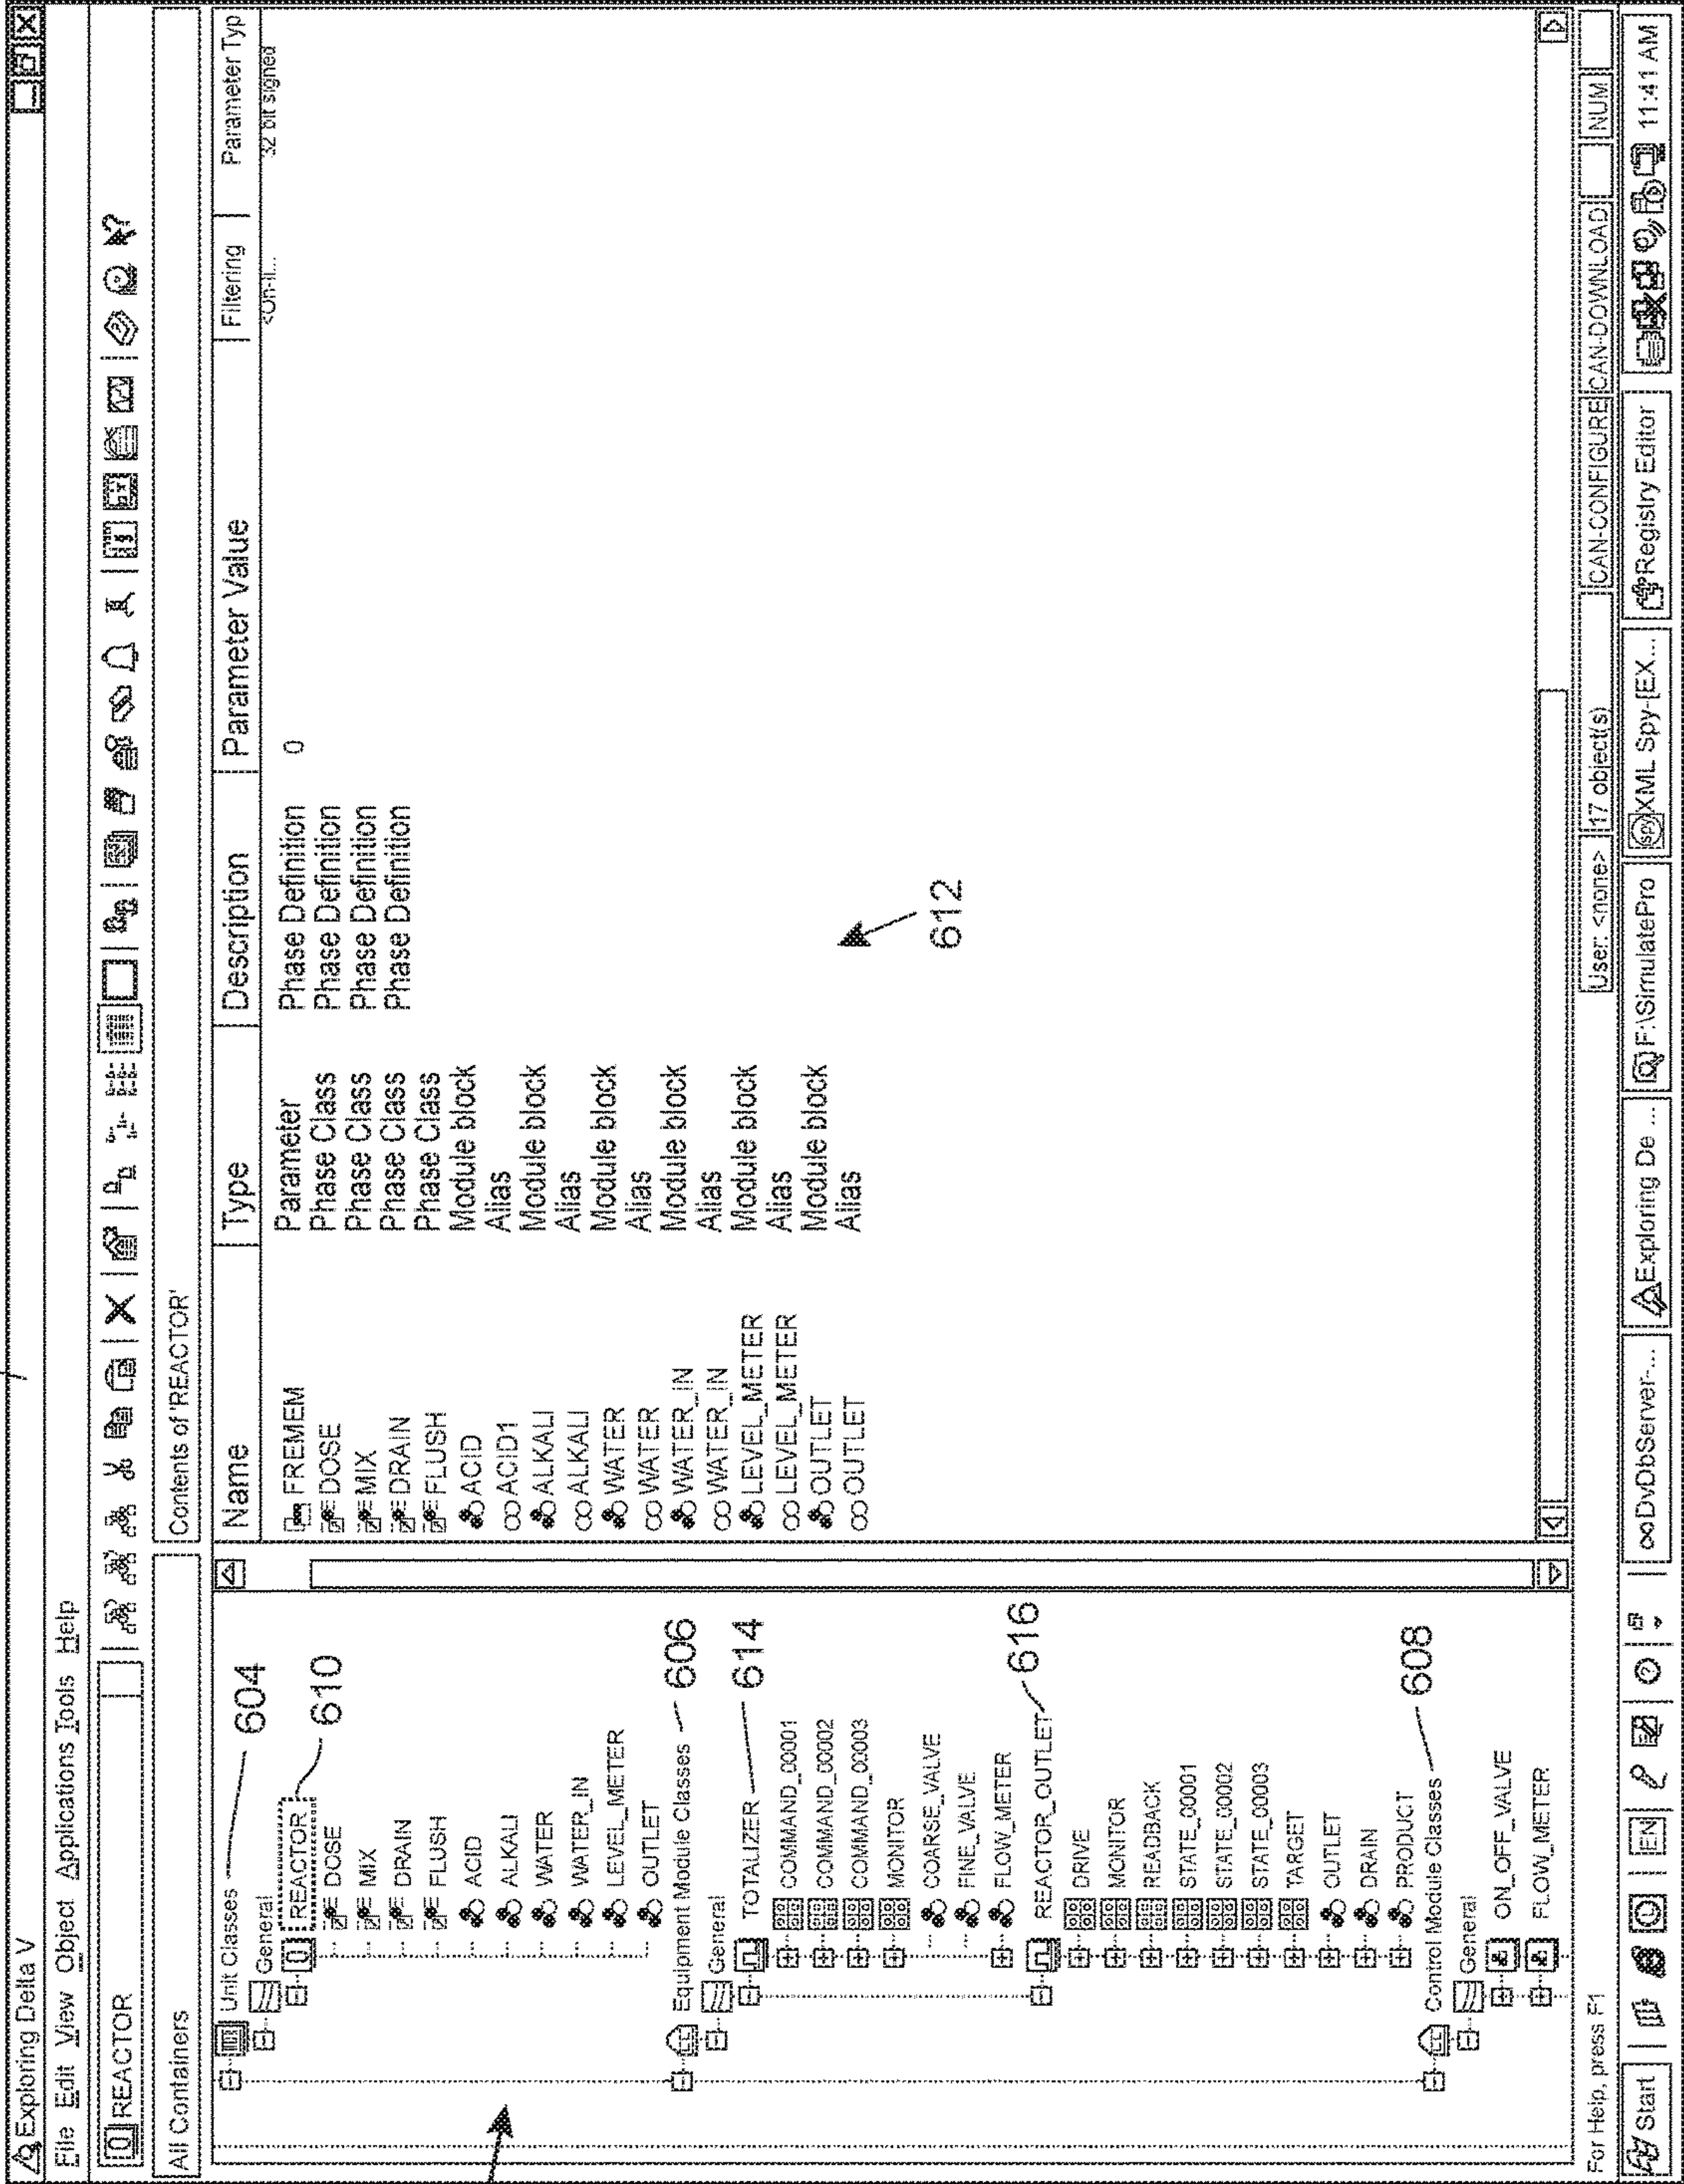 Exploring Delta V
File Edit View Object Applications Tools Help
REACTOR
All Containers
Contents of 'REACTOR'
Unit Classes 604
General
REACTOR 610
DOSE
MIX
DRAIN
FLUSH
ACID
ALKALI
WATER
WATER_IN
LEVEL_METER
OUTLET
Equipment Module Classes 606
General
TOTALIZER 614
COMMAND_00001
COMMAND_00002
COMMAND_00003
MONITOR
COARSE_VALVE
FINE_VALVE
FLOW_METER
REACTOR_OUTLET 616
DRIVE
MONITOR
READBACK
STATE_00001
STATE_00002
STATE_00003
TARGET
OUTLET
DRAIN
PRODUCT
Control Module Classes 608
General
ON_OFF_VALVE
FLOW_METER
Name Type Description Parameter Value Filtering Parameter Typ
FREMEM Parameter Phase Definition 0 <On-li... 32 bit signed
DOSE Phase Class Phase Definition
MIX Phase Class Phase Definition
DRAIN Phase Class Phase Definition
FLUSH Phase Class
ACID Module block
ACID1 Alias
ALKALI Module block
ALKALI Alias
WATER Module block
WATER Alias
WATER_IN Module block
WATER_IN Alias
LEVEL_METER Module block
LEVEL_METER Alias
OUTLET Module block
OUTLET Alias
612
For Help, press F1 User: <none> 17 object(s) CAN-CONFIGURE CAN-DOWNLOAD NUM
Start EN DvDbServer-... Exploring De ... F:\SimulatePro XML Spy-[EX... Registry Editor 11:41 AM